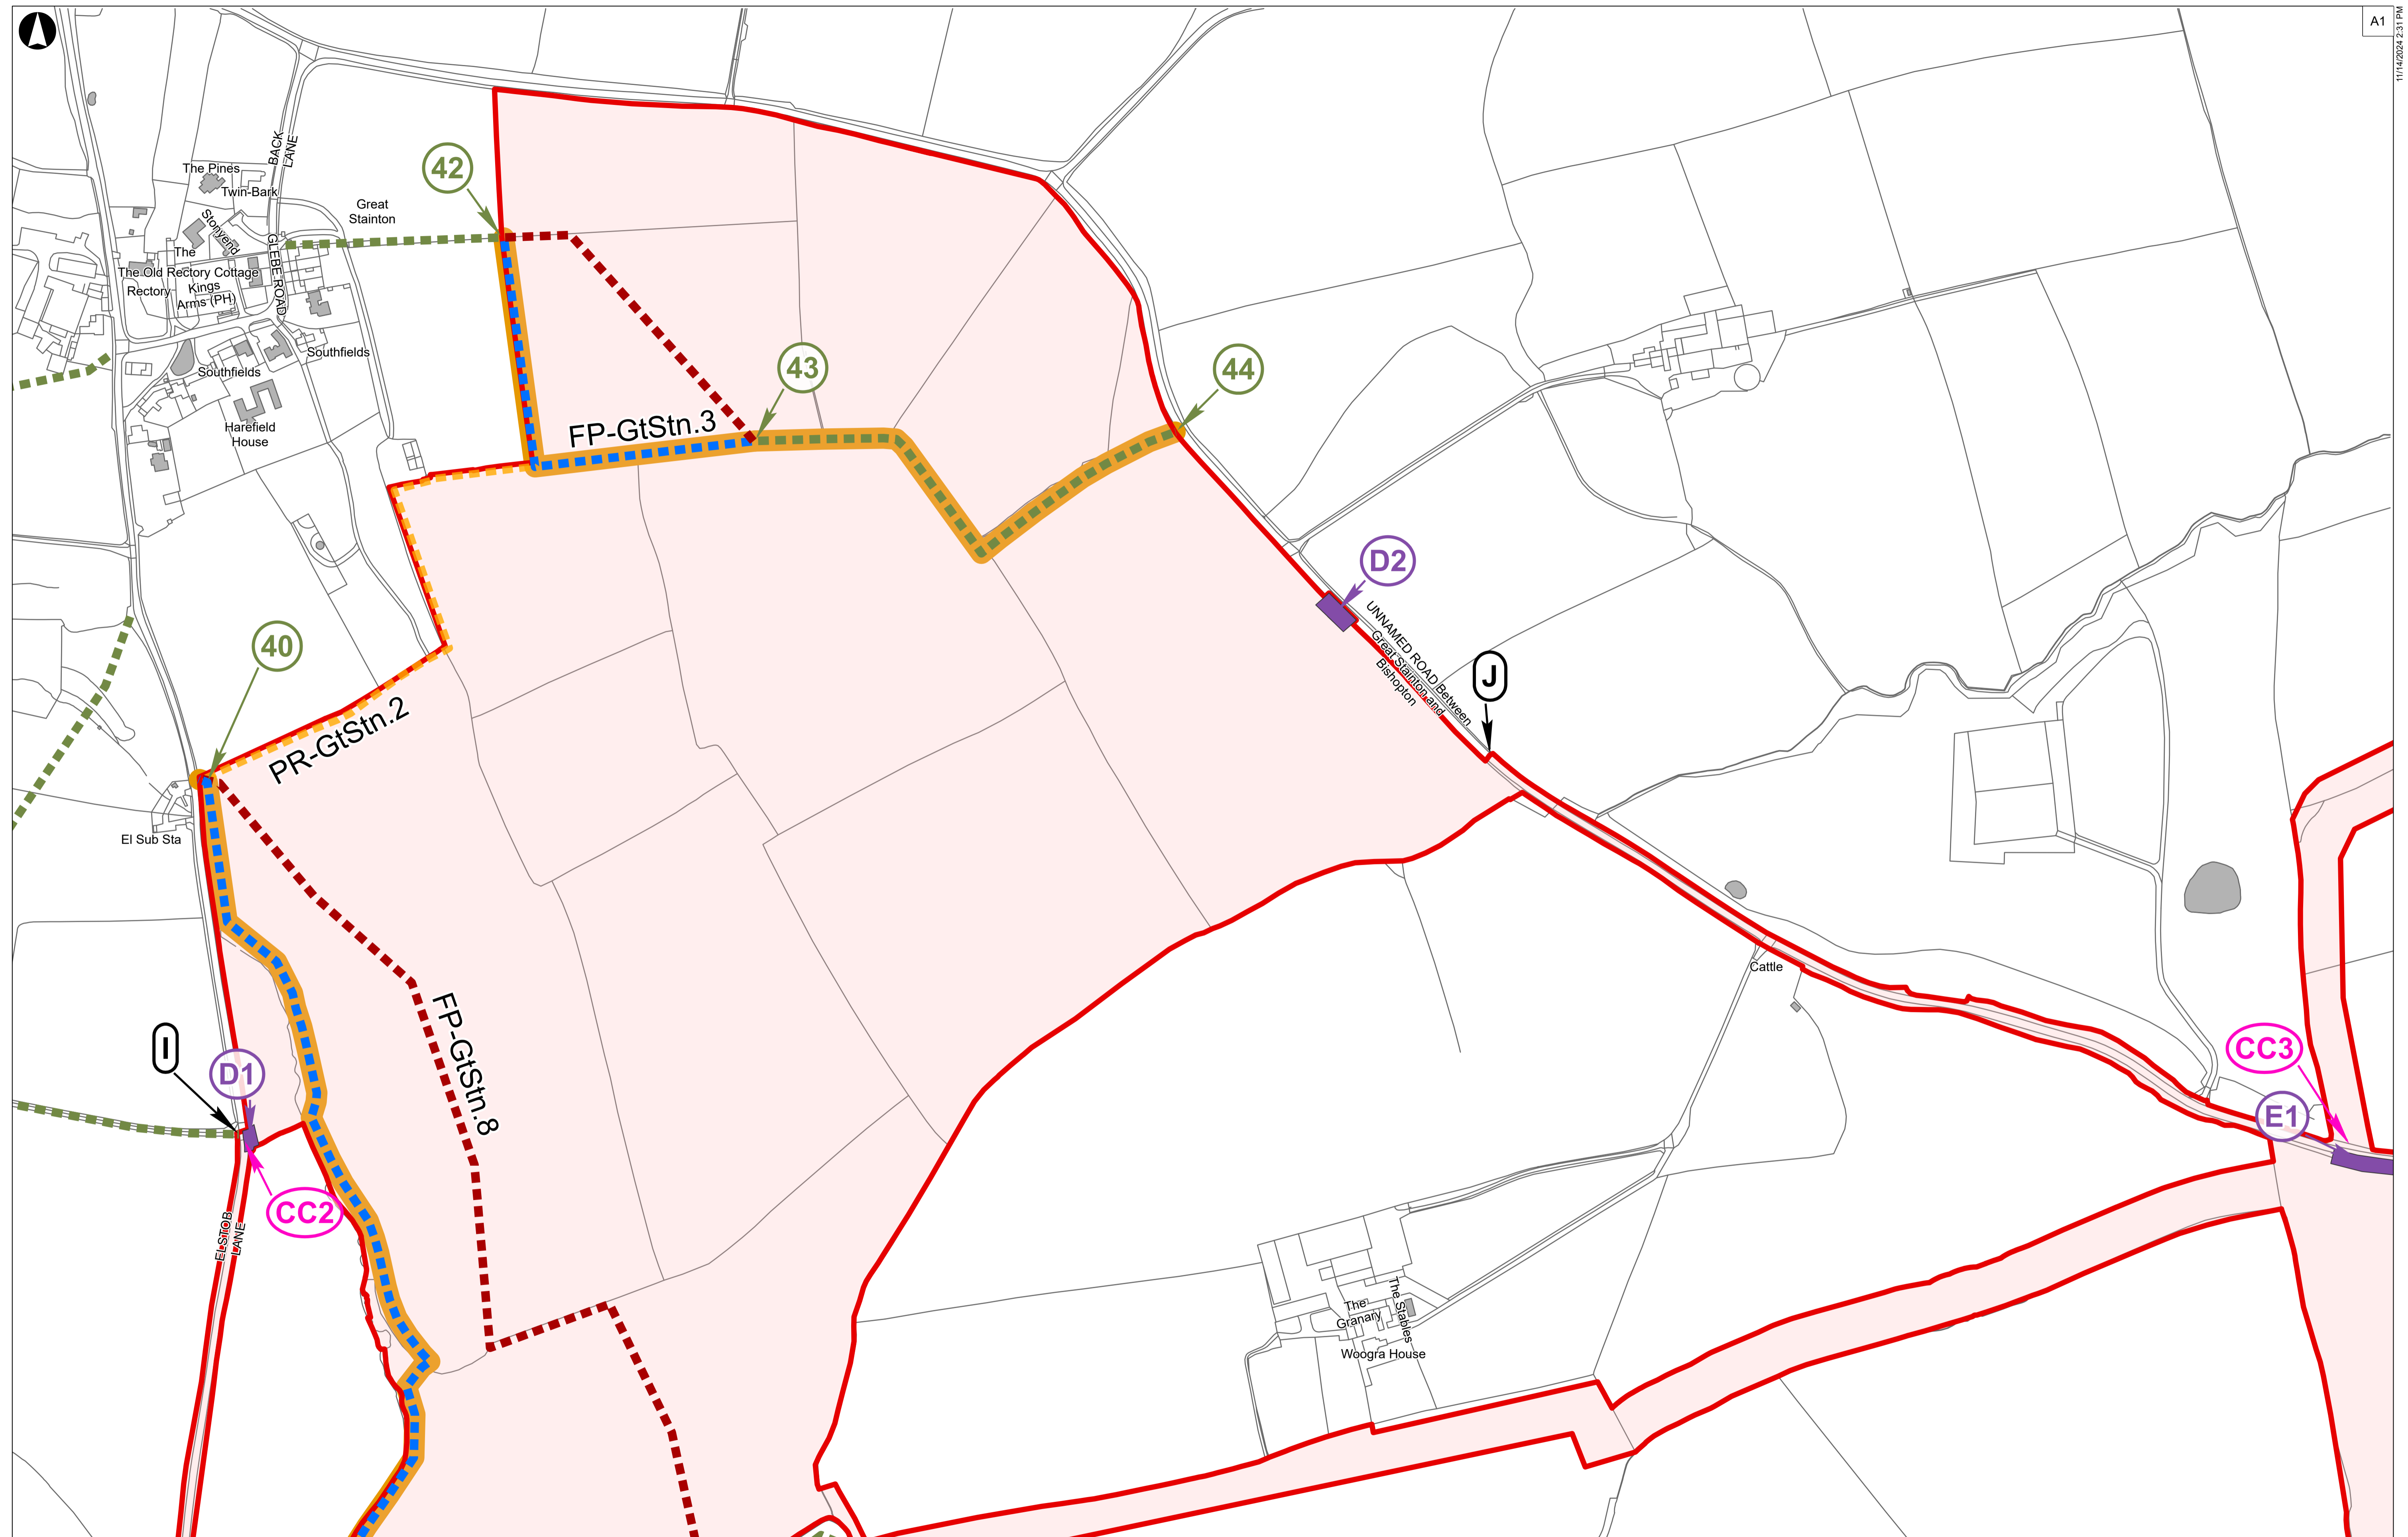 A1
11/14/2024 2:31 PM
BACK
LANE
The Pines
Twin-Bark
42
Great
Stainton
Stonyend
GLEBE ROAD
The
The Old Rectory Cottage
Rectory
Kings
Arms (PH)
Southfields
Southfields
43
44
Harefield
House
FP-GtStn.3
D2
UNNAMED ROAD Between
Great Stainton and
Bishopton
40
J
PR-GtStn.2
El Sub Sta
Cattle
FP-GtStn.8
I
D1
CC3
E1
CC2
ELSTOB
LANE
The
Granary
The Stables
Woogra House